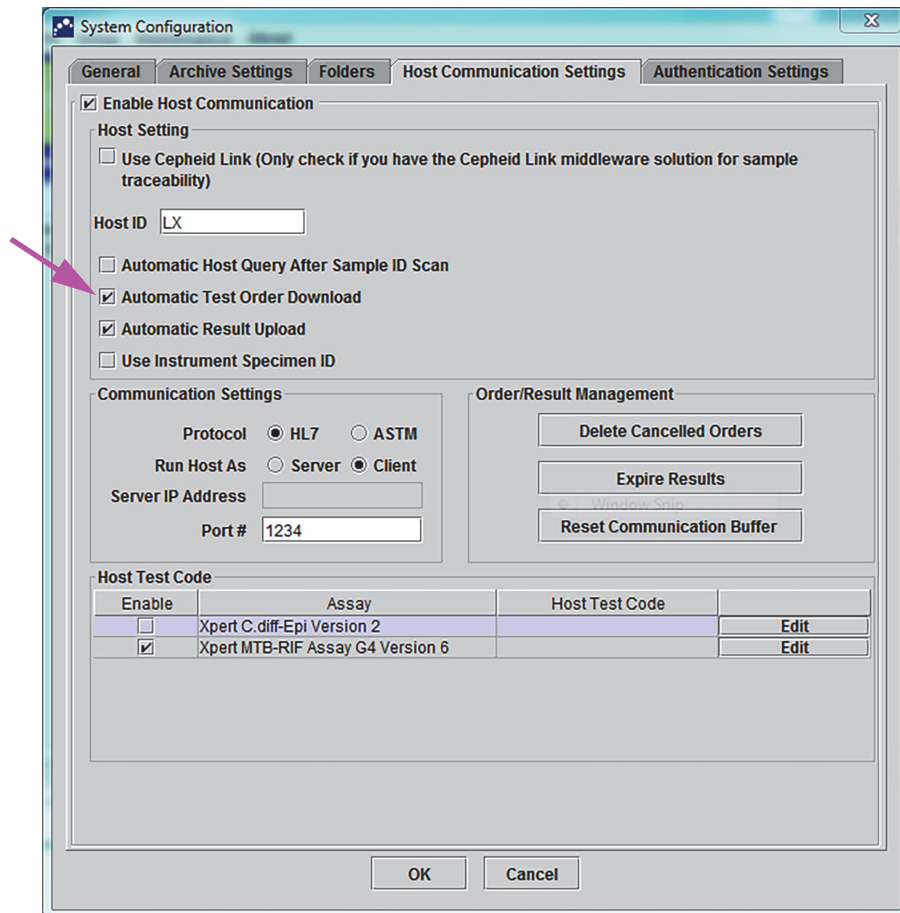 System Configuration
General Archive Settings Folders Host Communication Settings Authentication Settings
Enable Host Communication
Host Setting
Use Cepheid Link (Only check if you have the Cepheid Link middleware solution for sample
traceability)
Host ID LX
Automatic Host Query After Sample ID Scan
Automatic Test Order Download
Automatic Result Upload
Use Instrument Specimen ID
Communication Settings
Protocol HL7 ASTM
Run Host As Server Client
Server IP Address
Port # 1234
Order/Result Management
Delete Cancelled Orders
Expire Results
Window Snip
Reset Communication Buffer
Host Test Code
Enable Assay Host Test Code
Xpert C.diff-Epi Version 2 Edit
Xpert MTB-RIF Assay G4 Version 6 Edit
OK Cancel